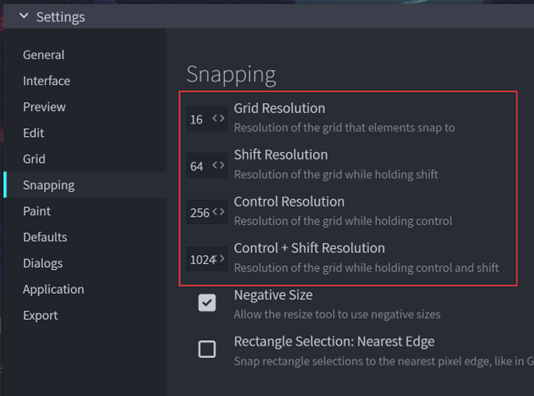 Settings
General
Interface
Preview
Edit
Grid
Snapping
Paint
Defaults
Dialogs
Application
Export
Snapping
16
Grid Resolution
Resolution of the grid that elements snap to
64
Shift Resolution
Resolution of the grid while holding shift
256
Control Resolution
Resolution of the grid while holding control
1024
Control + Shift Resolution
Resolution of the grid while holding control and shift
Negative Size
Allow the resize tool to use negative sizes
Rectangle Selection: Nearest Edge
Snap rectangle selections to the nearest pixel edge, like in G